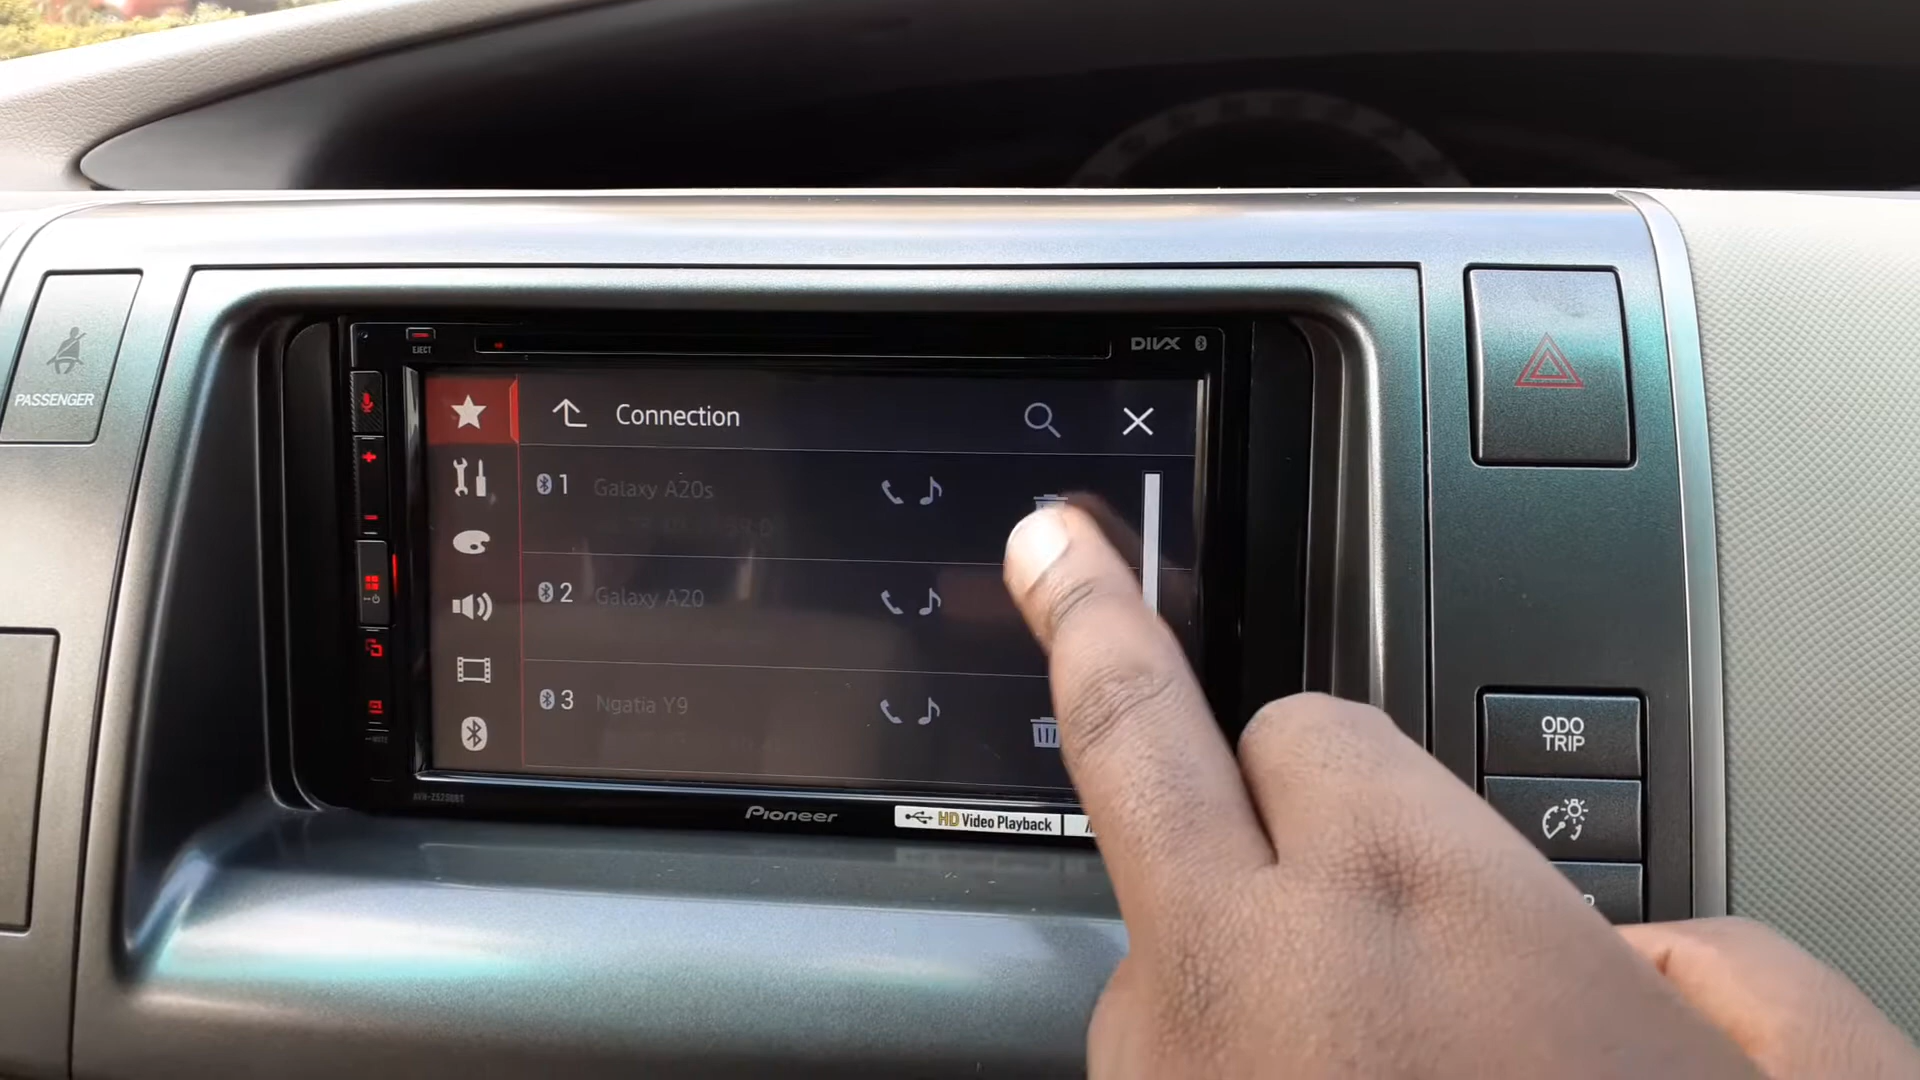 PASSENGER
EJECT
DIVX
Connection
1 Galaxy A20s
2 Galaxy A20
3 Ngatia Y9
Pioneer
HD Video Playback
ODO
TRIP